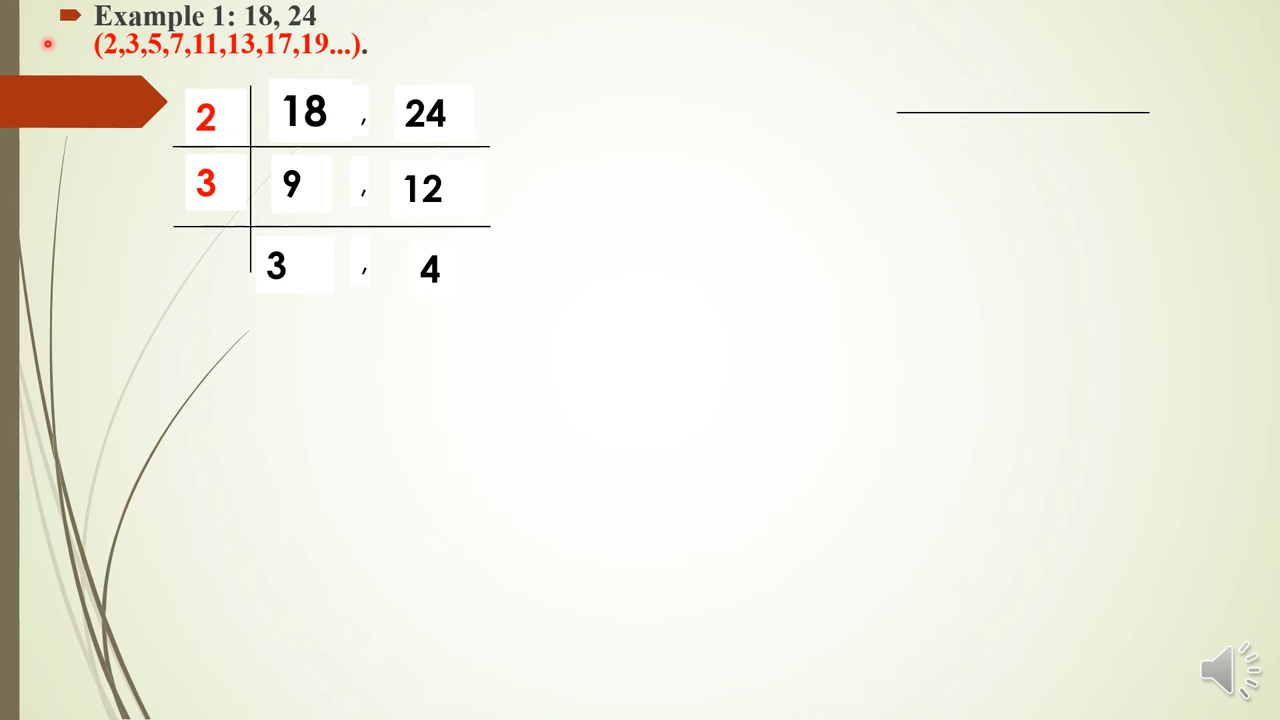 Example 1: 18, 24
(2,3,5,7,11,13,17,19...).
2 18 , 24
3 9 , 12
3 , 4